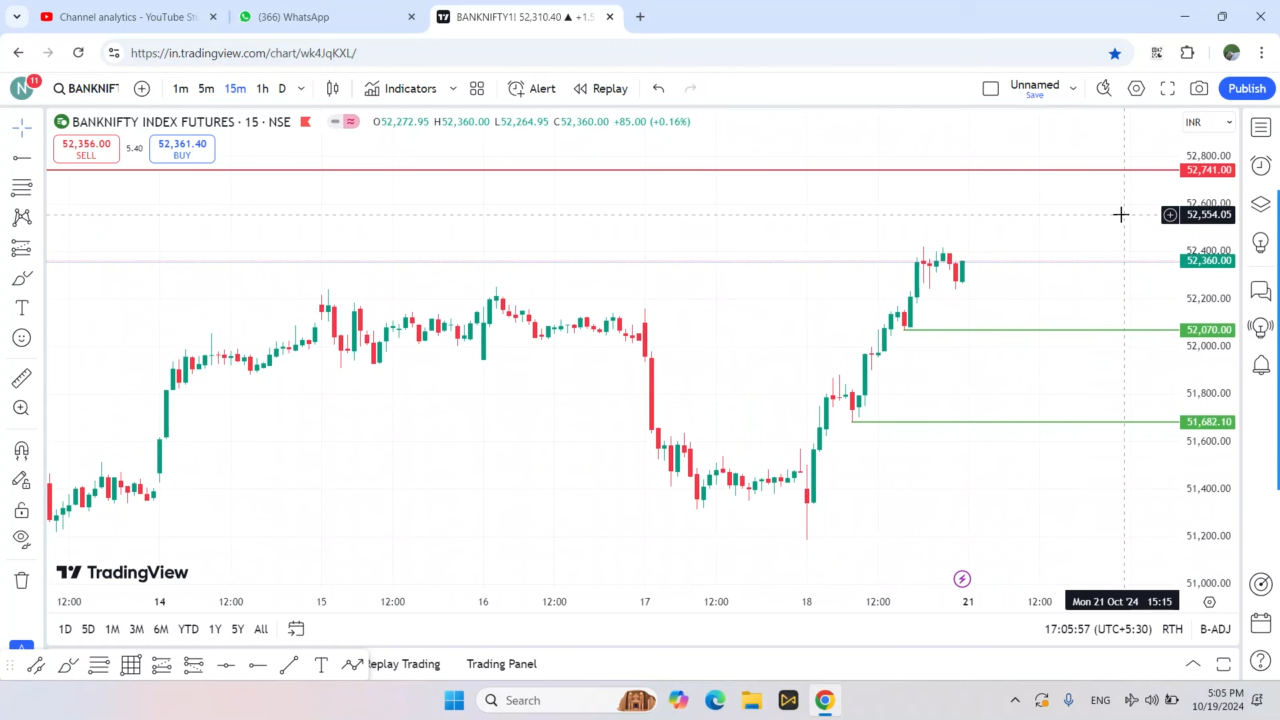 Channel analytics - YouTube St
(366) WhatsApp
BANKNIFTY1! 52,310.40 ▲ +1.5
https://in.tradingview.com/chart/wk4JqKXL/
N 11 BANKNIFT 1m 5m 15m 1h D Indicators Alert Replay Unnamed Save Publish
BANKNIFTY INDEX FUTURES · 15 · NSE O52,272.95 H52,360.00 L52,264.95 C52,360.00 +85.00 (+0.16%) INR
52,356.00 SELL 5.40 52,361.40 BUY
52,800.00
52,741.00
52,600.00
52,554.05
52,400.00
52,360.00
52,200.00
52,070.00
52,000.00
51,800.00
51,682.10
51,600.00
51,400.00
51,200.00
51,000.00
TradingView
12:00 14 12:00 15 12:00 16 12:00 17 12:00 18 12:00 21 12:00 Mon 21 Oct '24 15:15
1D 5D 1M 3M 6M YTD 1Y 5Y All 17:05:57 (UTC+5:30) RTH B-ADJ
eplay Trading Trading Panel
Search ENG 5:05 PM
10/19/2024